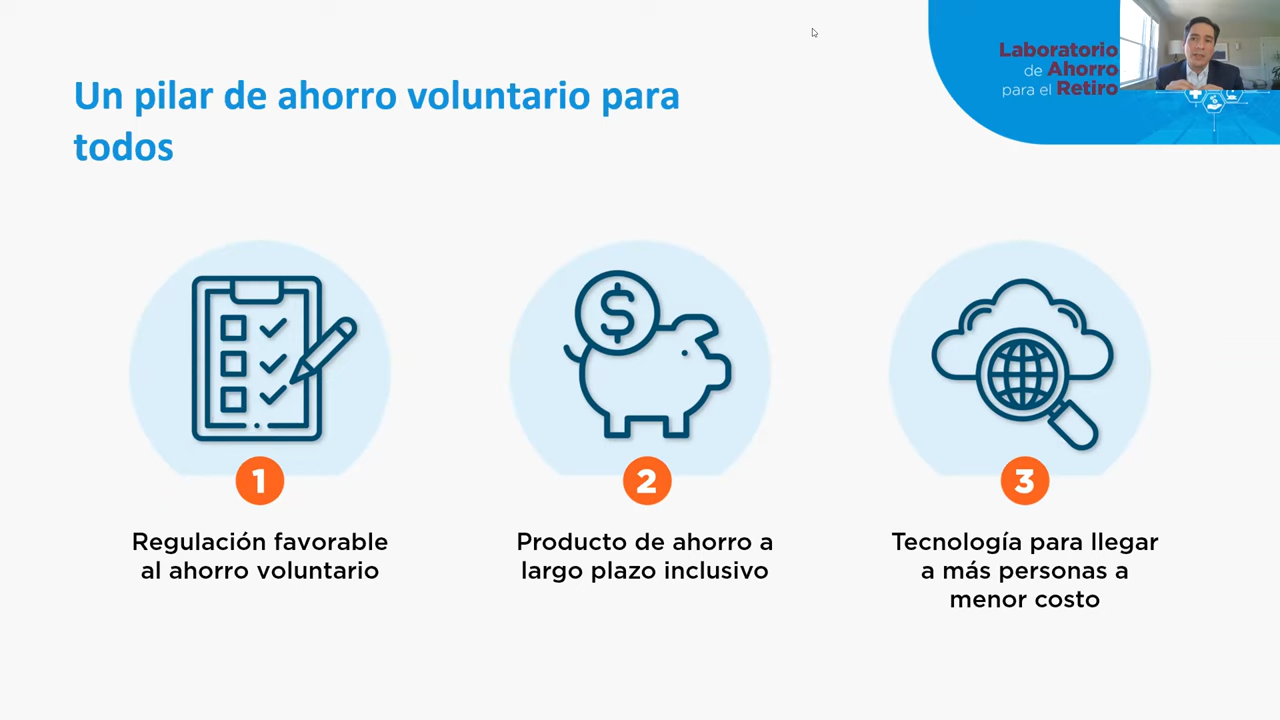 Laboratorio
de Ahorro
para el Retiro
Un pilar de ahorro voluntario para
todos
$
1
Regulación favorable
al ahorro voluntario
2
Producto de ahorro a
largo plazo inclusivo
3
Tecnología para llegar
a más personas a
menor costo